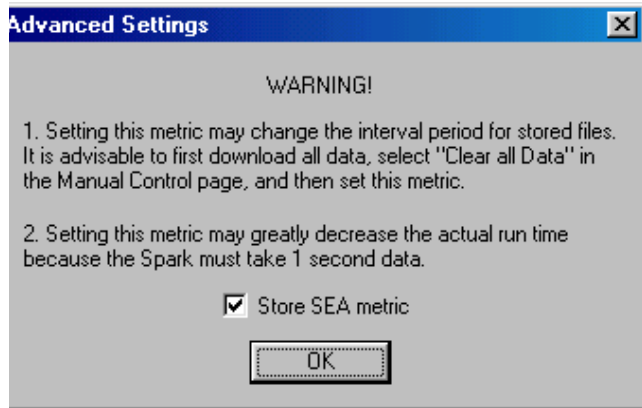 Advanced Settings
WARNING!
1. Setting this metric may change the interval period for stored files.
It is advisable to first download all data, select "Clear all Data" in
the Manual Control page, and then set this metric.
2. Setting this metric may greatly decrease the actual run time
because the Spark must take 1 second data.
Store SEA metric
OK